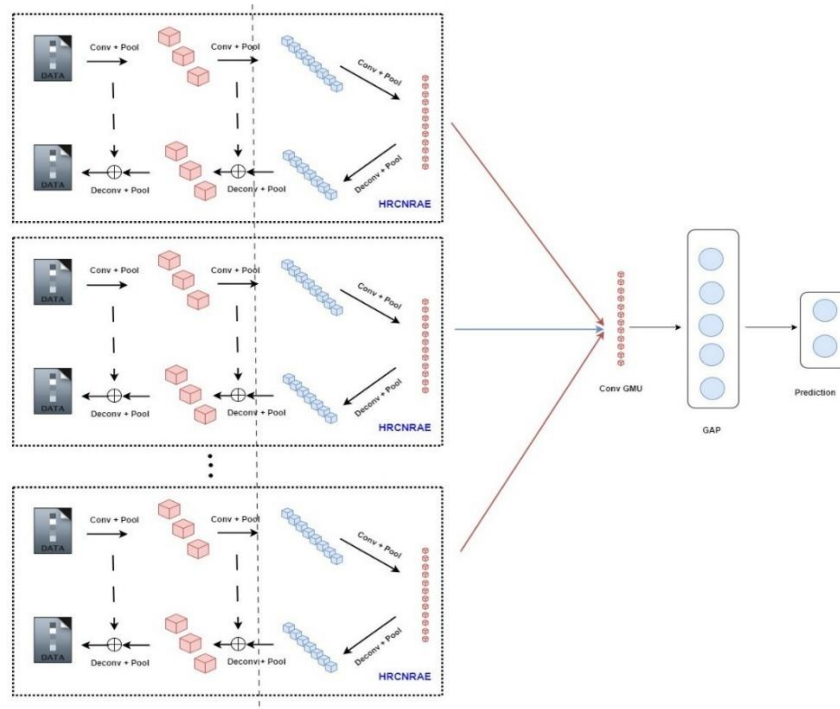 Conv + Pool
Conv + Pool
Conv + Pool
DATA
DATA
Deconv + Pool
Deconv + Pool
Deconv + Pool
HRCNRAE
Conv + Pool
Conv + Pool
Conv + Pool
DATA
DATA
Deconv + Pool
Deconv + Pool
Deconv + Pool
HRCNRAE
Conv + Pool
Conv + Pool
Conv + Pool
DATA
DATA
Deconv + Pool
Deconv + Pool
Deconv + Pool
HRCNRAE
Conv GMU
GAP
Prediction